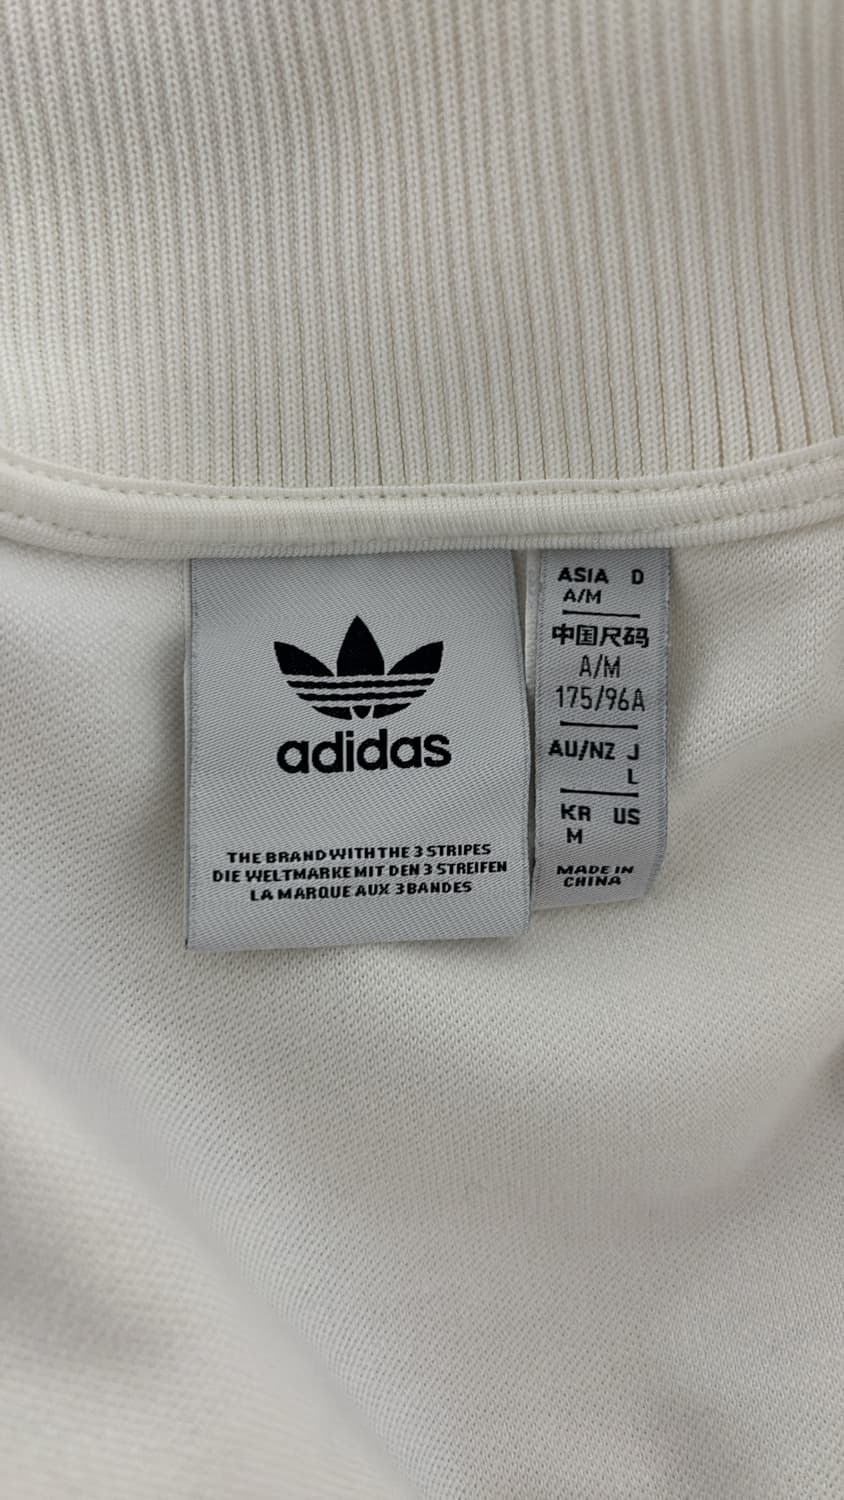 adidas
THE BRAND WITH THE 3 STRIPES
DIE WELTMARKE MIT DEN 3 STREIFEN
LA MARQUE AUX 3 BANDES
ASIA D
A/M
中国尺码
A/M
175/96A
AU/NZ J
L
KR US
M
MADE IN
CHINA